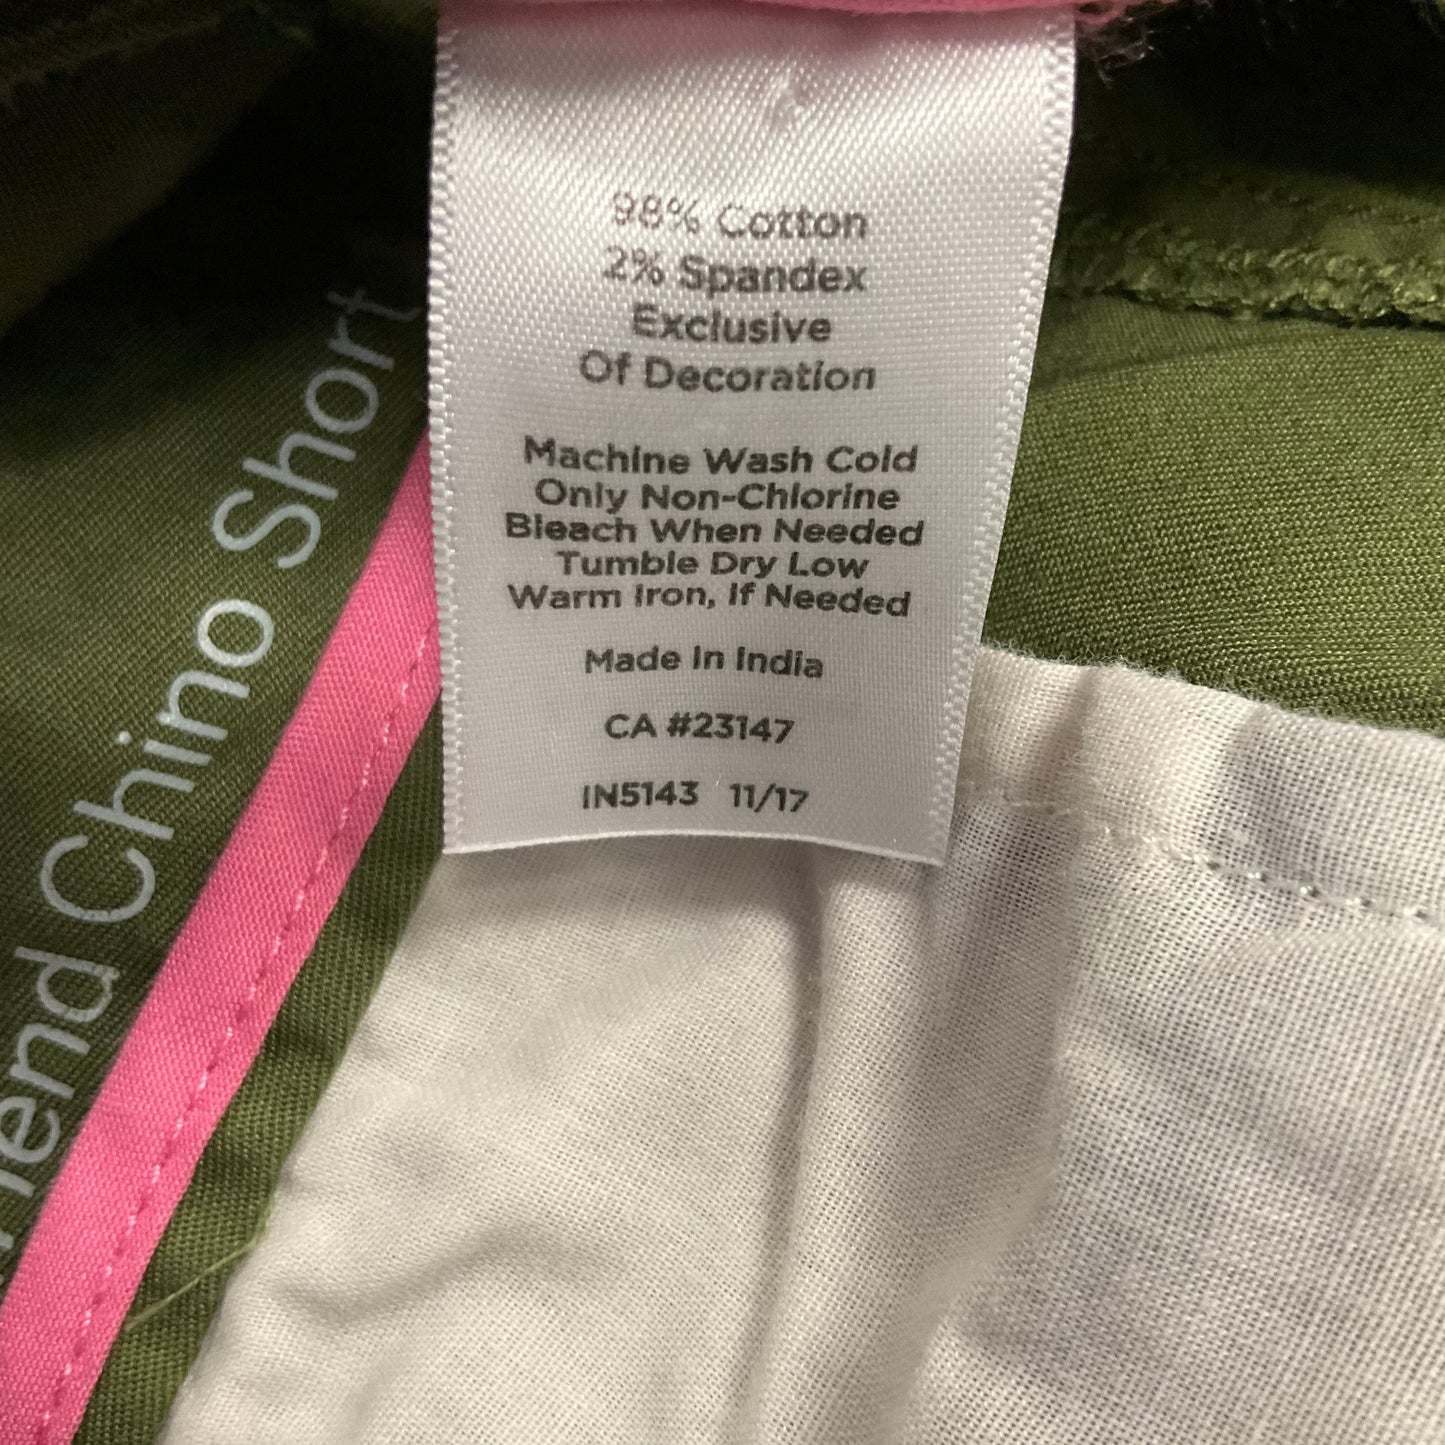 98% Cotton
2% Spandex
Exclusive
Of Decoration
Machine Wash Cold
Only Non-Chlorine
Bleach When Needed
Tumble Dry Low
Warm Iron, If Needed
Made In India
CA #23147
IN5143 11/17
Chino Short